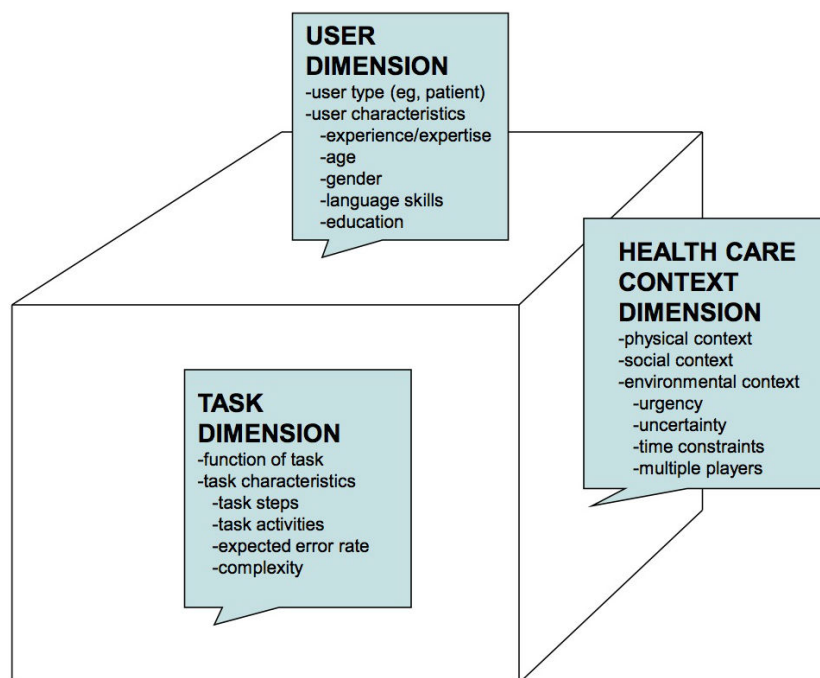 USER
DIMENSION
-user type (eg, patient)
-user characteristics
-experience/expertise
-age
-gender
-language skills
-education
HEALTH CARE
CONTEXT
DIMENSION
-physical context
-social context
-environmental context
-urgency
-uncertainty
-time constraints
-multiple players
TASK
DIMENSION
-function of task
-task characteristics
-task steps
-task activities
-expected error rate
-complexity